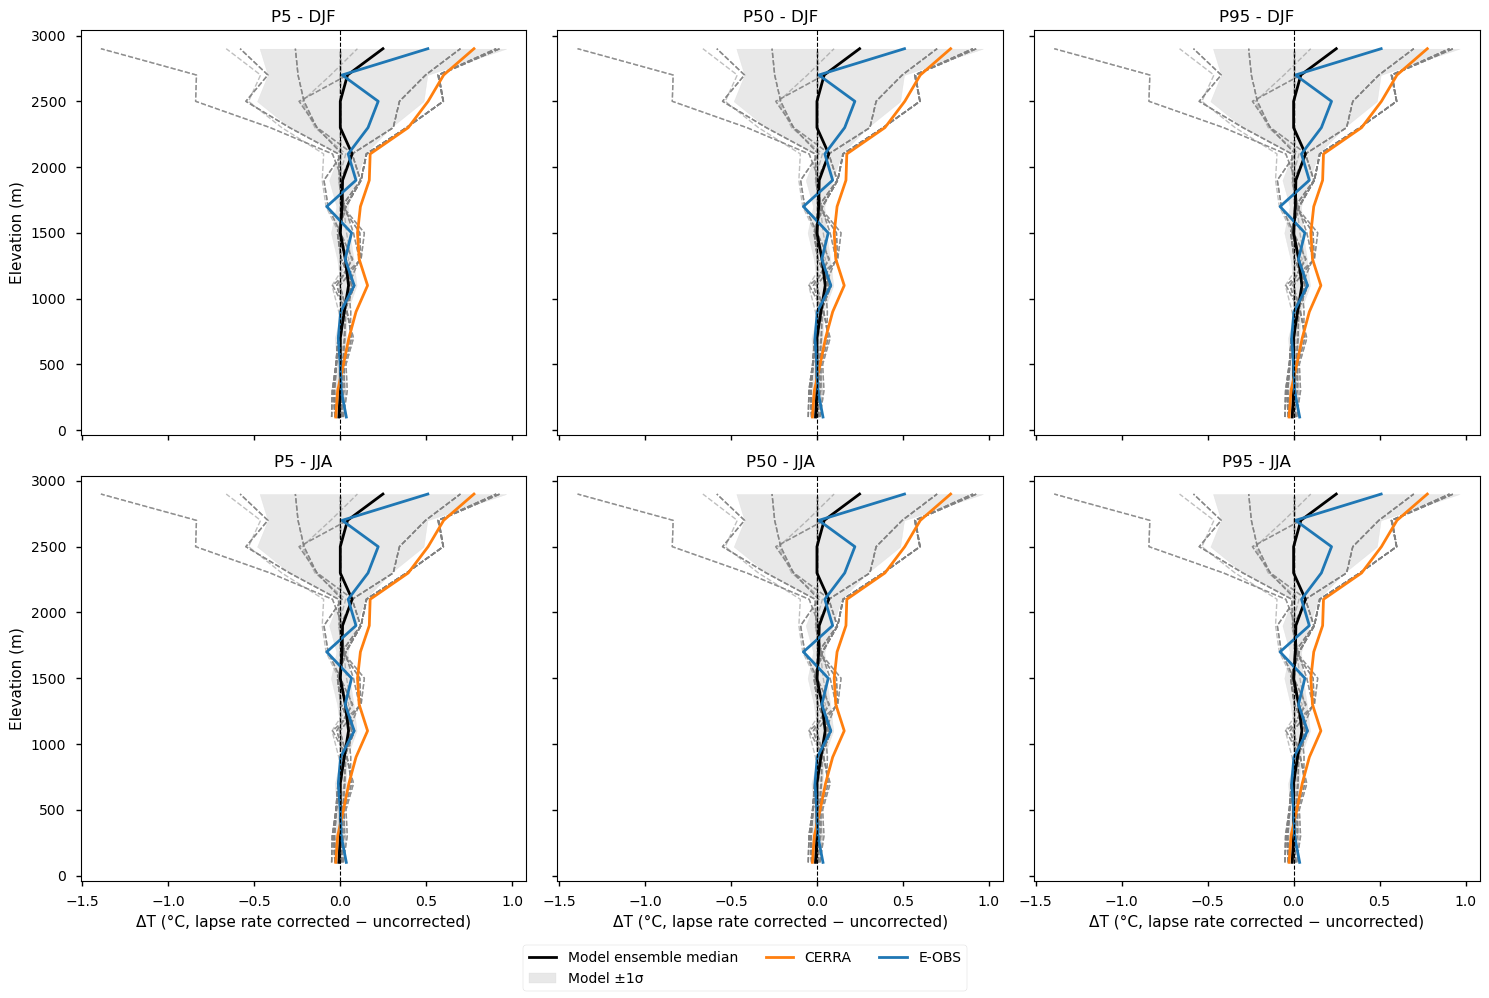 P5 - DJF
P50 - DJF
P95 - DJF
3000
2500
2000
1500
1000
500
0
Elevation (m)
P5 - JJA
P50 - JJA
P95 - JJA
3000
2500
2000
1500
1000
500
0
Elevation (m)
−1.5 −1.0 −0.5 0.0 0.5 1.0
−1.5 −1.0 −0.5 0.0 0.5 1.0
−1.5 −1.0 −0.5 0.0 0.5 1.0
ΔT (°C, lapse rate corrected − uncorrected)
ΔT (°C, lapse rate corrected − uncorrected)
ΔT (°C, lapse rate corrected − uncorrected)
Model ensemble median
Model ±1σ
CERRA
E-OBS